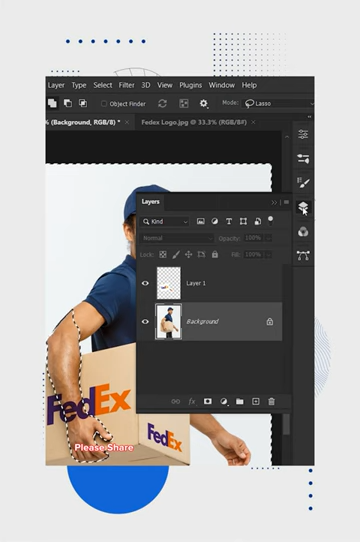 Layer Type Select Filter 3D View Plugins Window Help
Object Finder Mode: Lasso
% (Background, RGB/8) * × Fedex Logo.jpg @ 33.3% (RGB/8#) ×
Layers
Kind
Normal Opacity: 100%
Lock: Fill: 100%
Layer 1
Background
fx
FedEx
FedEx
Please Share